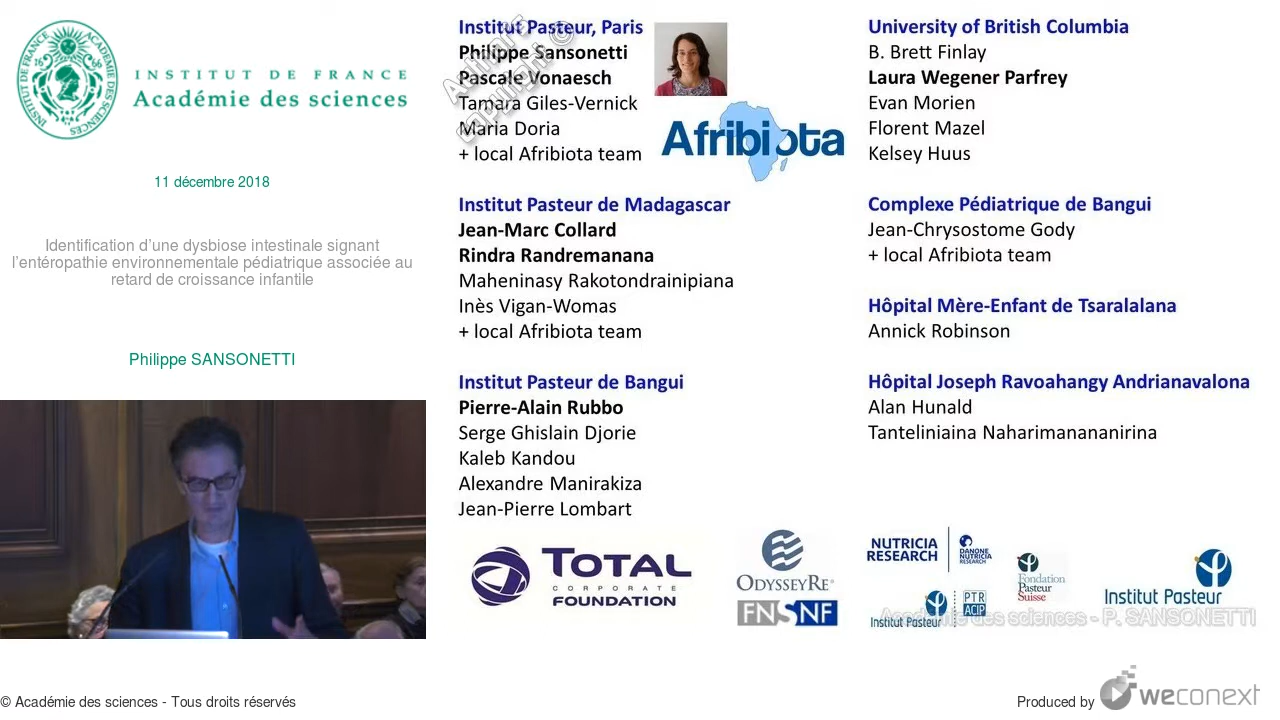 INSTITUT DE FRANCE
Académie des sciences
11 décembre 2018
Identification d'une dysbiose intestinale signant
l'entéropathie environnementale pédiatrique associée au
retard de croissance infantile
Philippe SANSONETTI
Institut Pasteur, Paris
Philippe Sansonetti
Pascale Vonaesch
Tamara Giles-Vernick
Maria Doria
+ local Afribiota team
Authors
copyright ©
Afribiota
Institut Pasteur de Madagascar
Jean-Marc Collard
Rindra Randremanana
Maheninasy Rakotondrainipiana
Inès Vigan-Womas
+ local Afribiota team
Institut Pasteur de Bangui
Pierre-Alain Rubbo
Serge Ghislain Djorie
Kaleb Kandou
Alexandre Manirakiza
Jean-Pierre Lombart
University of British Columbia
B. Brett Finlay
Laura Wegener Parfrey
Evan Morien
Florent Mazel
Kelsey Huus
Complexe Pédiatrique de Bangui
Jean-Chrysostome Gody
+ local Afribiota team
Hôpital Mère-Enfant de Tsaralalana
Annick Robinson
Hôpital Joseph Ravoahangy Andrianavalona
Alan Hunald
Tanteliniaina Naharimanananirina
TOTAL
CORPORATE
FOUNDATION
ODYSSEYRE
FNSNF
NUTRICIA
RESEARCH
DANONE
NUTRICIA
RESEARCH
Institut Pasteur
PTR
ACIP
Fondation
Pasteur
Suisse
Institut Pasteur
Académie des sciences - P. SANSONETTI
© Académie des sciences - Tous droits réservés
Produced by
weconext